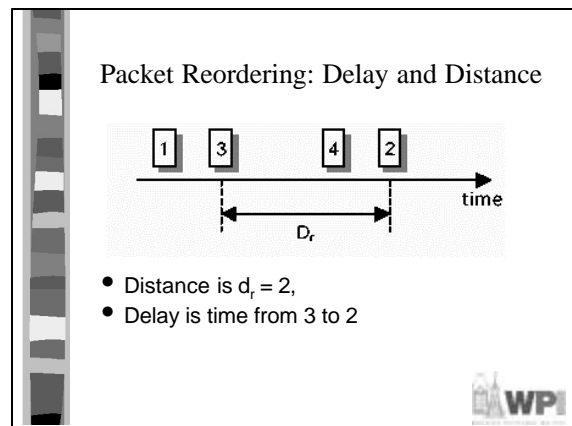 Packet Reordering: Delay and Distance
1 3 4 2
time
Dr
• Distance is dr = 2,
• Delay is time from 3 to 2
WPI